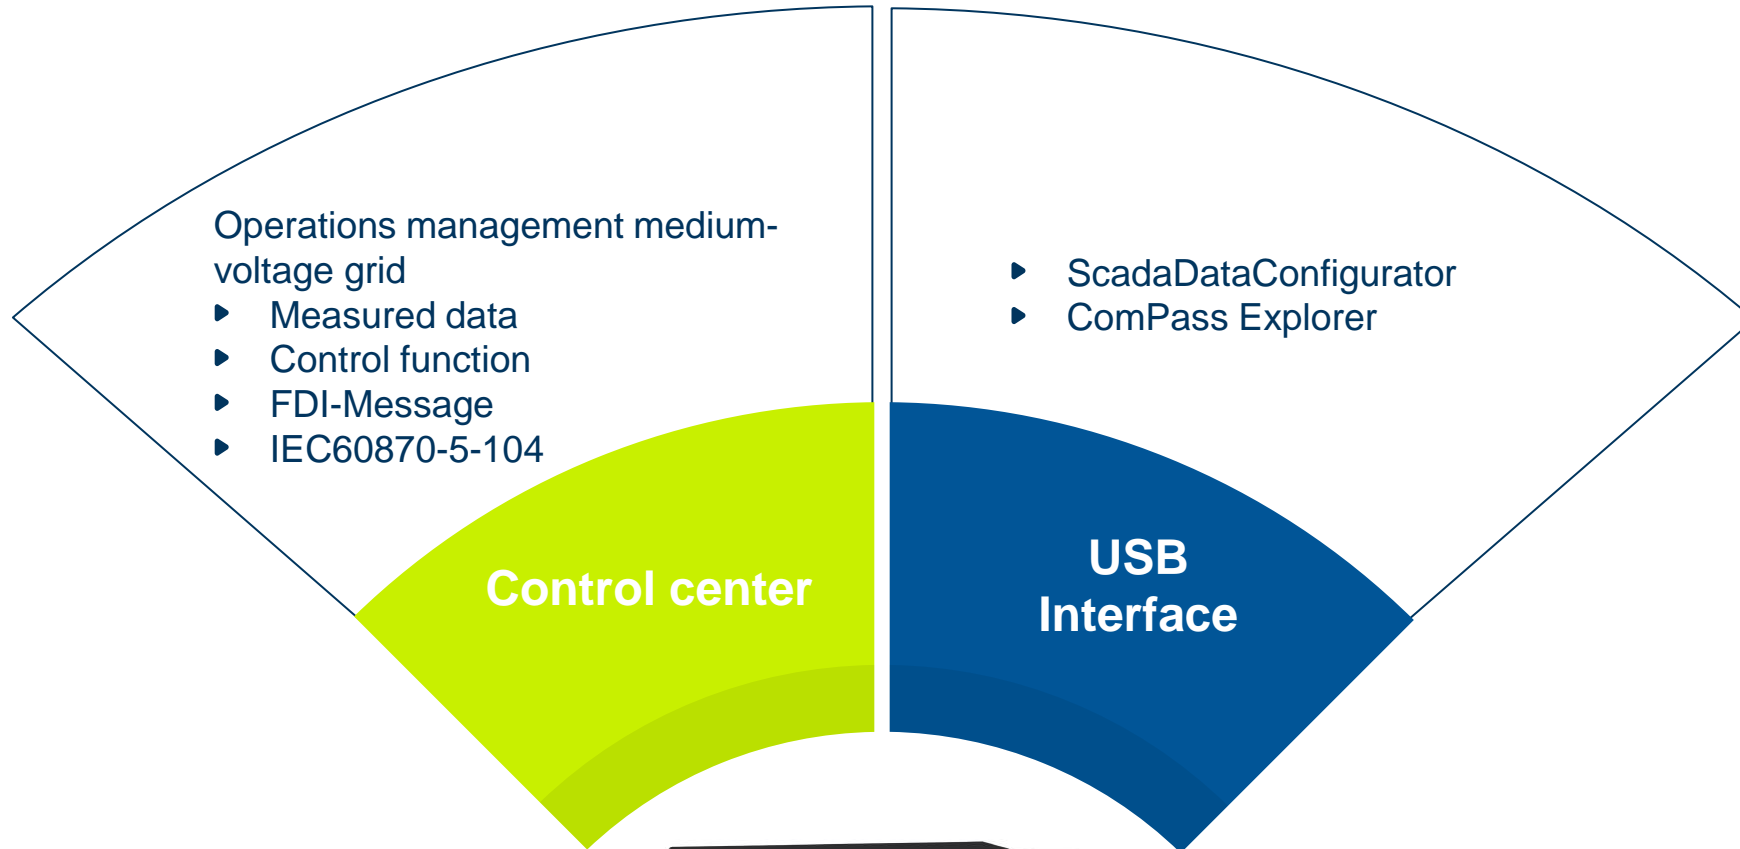 Operations management medium-
voltage grid
Measured data
Control function
FDI-Message
IEC60870-5-104
ScadaDataConfigurator
ComPass Explorer
Control center
USB
Interface